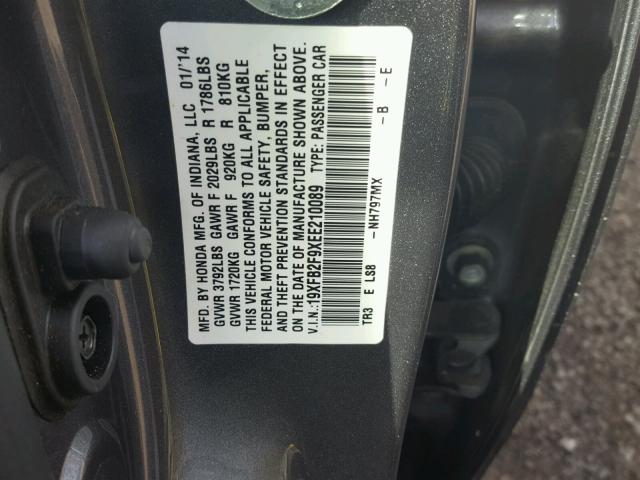 MFD. BY HONDA MFG. OF INDIANA, LLC 01/'14
GVWR 3792LBS GAWR F 2029LBS R 1786LBS
GVWR 1720KG GAWR F 920KG R 810KG
THIS VEHICLE CONFORMS TO ALL APPLICABLE
FEDERAL MOTOR VEHICLE SAFETY, BUMPER,
AND THEFT PREVENTION STANDARDS IN EFFECT
ON THE DATE OF MANUFACTURE SHOWN ABOVE.
V.I.N.:19XFB2F9XEE210089 TYPE: PASSENGER CAR
TR3 E LS8 -NH797MX -B -E